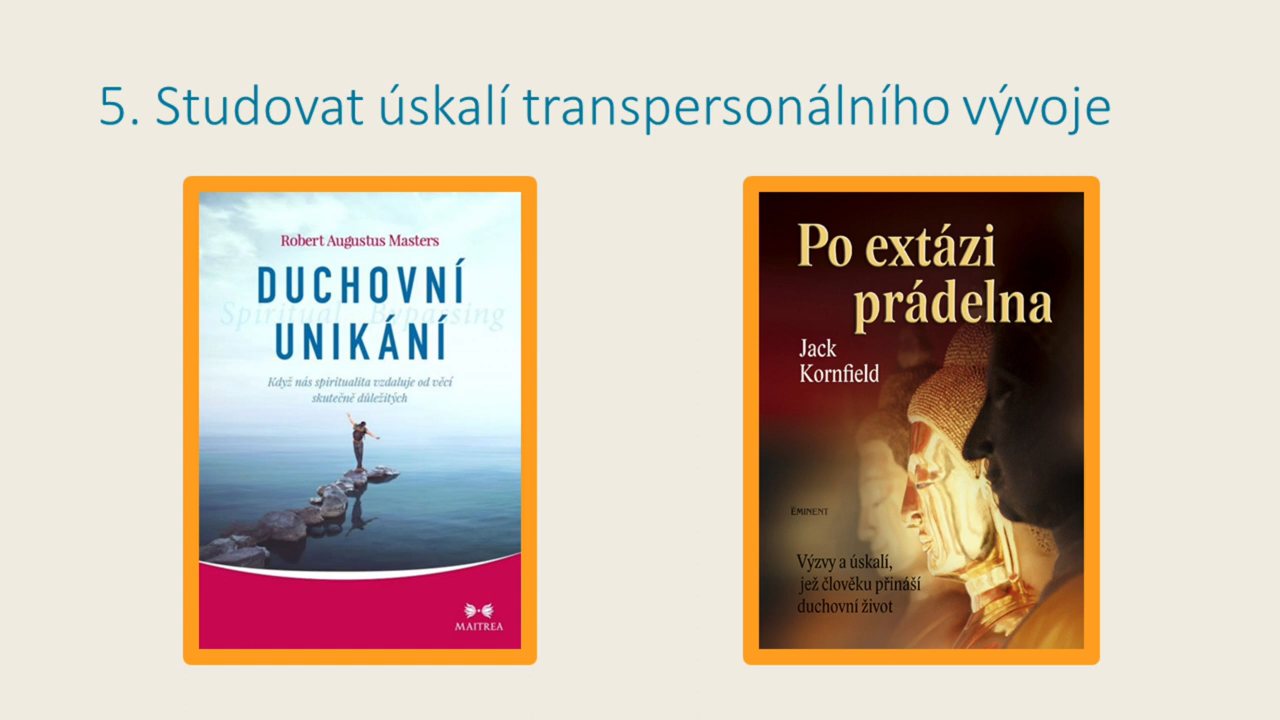 5. Studovat úskalí transpersonálního vývoje
Robert Augustus Masters
DUCHOVNÍ
Spiritual Bypassing
UNIKÁNÍ
Když nás spiritualita vzdaluje od věcí
skutečně důležitých
MAITREA
Po extázi
prádelna
Jack
Kornfield
EMINENT
Výzvy a úskalí,
jež člověku přináší
duchovní život